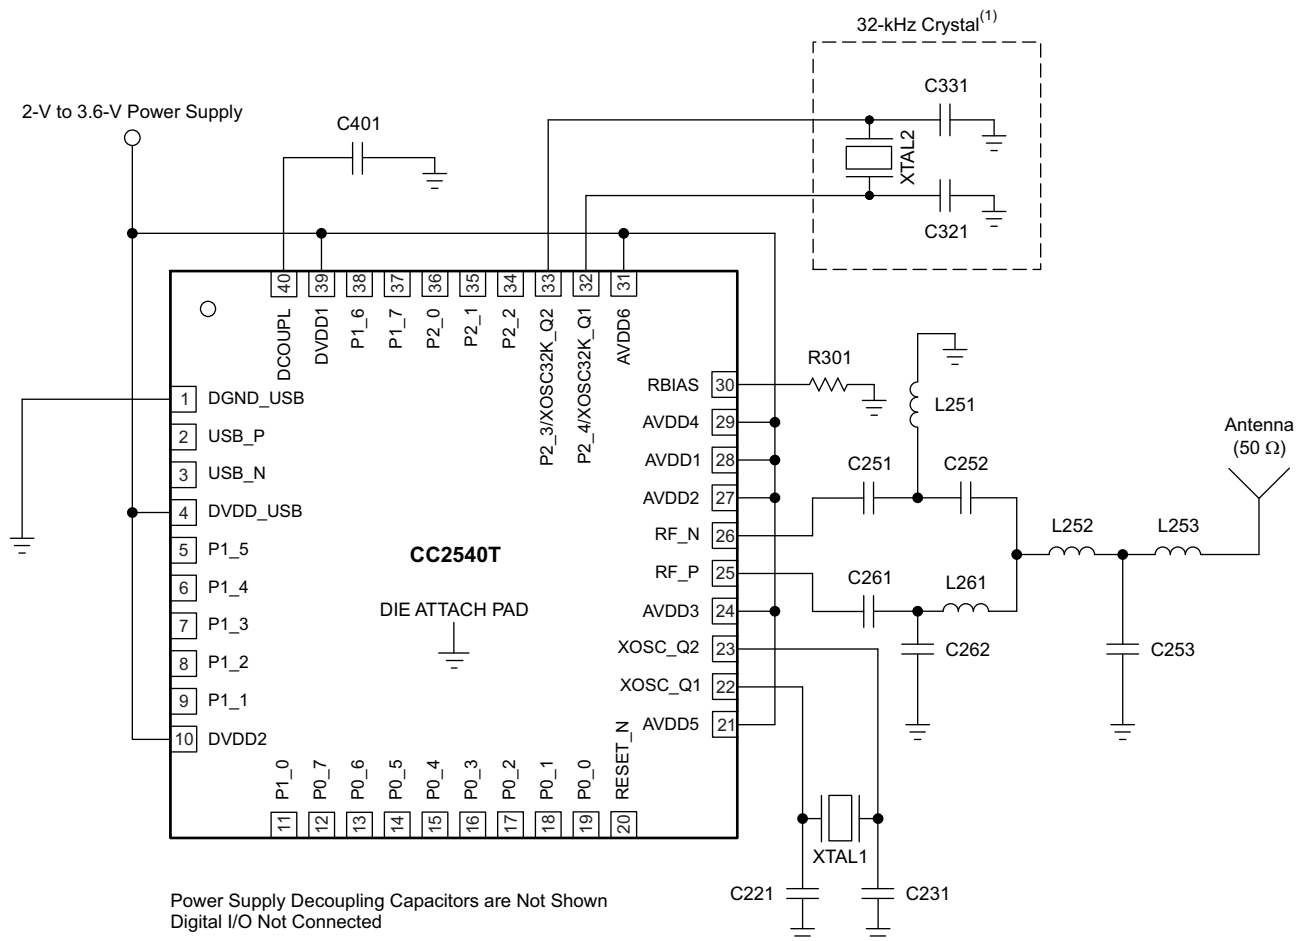 32-kHz Crystal(1)
2-V to 3.6-V Power Supply
C401
C331
XTAL2
C321
40
39
38
37
36
35
34
33
32
31
DCOUPL
DVDD1
P1_6
P1_7
P2_0
P2_1
P2_2
P2_3/XOSC32K_Q2
P2_4/XOSC32K_Q1
AVDD6
1 DGND_USB
2 USB_P
3 USB_N
4 DVDD_USB
5 P1_5
6 P1_4
7 P1_3
8 P1_2
9 P1_1
10 DVDD2
CC2540T
DIE ATTACH PAD
RBIAS 30
AVDD4 29
AVDD1 28
AVDD2 27
RF_N 26
RF_P 25
AVDD3 24
XOSC_Q2 23
XOSC_Q1 22
AVDD5 21
R301
L251
C251
C252
C261
L261
C262
L252
L253
C253
Antenna
(50 Ω)
P1_0
P0_7
P0_6
P0_5
P0_4
P0_3
P0_2
P0_1
P0_0
RESET_N
11
12
13
14
15
16
17
18
19
20
XTAL1
C221
C231
Power Supply Decoupling Capacitors are Not Shown
Digital I/O Not Connected